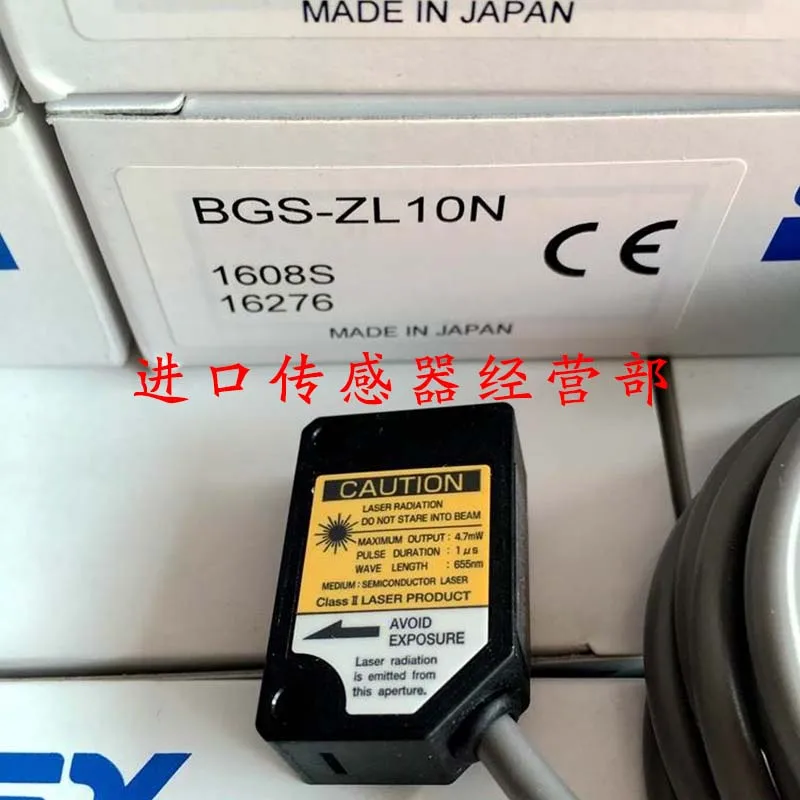 MADE IN JAPAN
BGS-ZL10N
CE
1608S
16276
MADE IN JAPAN
进口传感器经营部
CAUTION
LASER RADIATION
DO NOT STARE INTO BEAM
MAXIMUM OUTPUT : 4.7mW
PULSE DURATION : 1μs
WAVE LENGTH : 655nm
MEDIUM : SEMICONDUCTOR LASER
Class II LASER PRODUCT
AVOID
EXPOSURE
Laser radiation
is emitted from
this aperture.